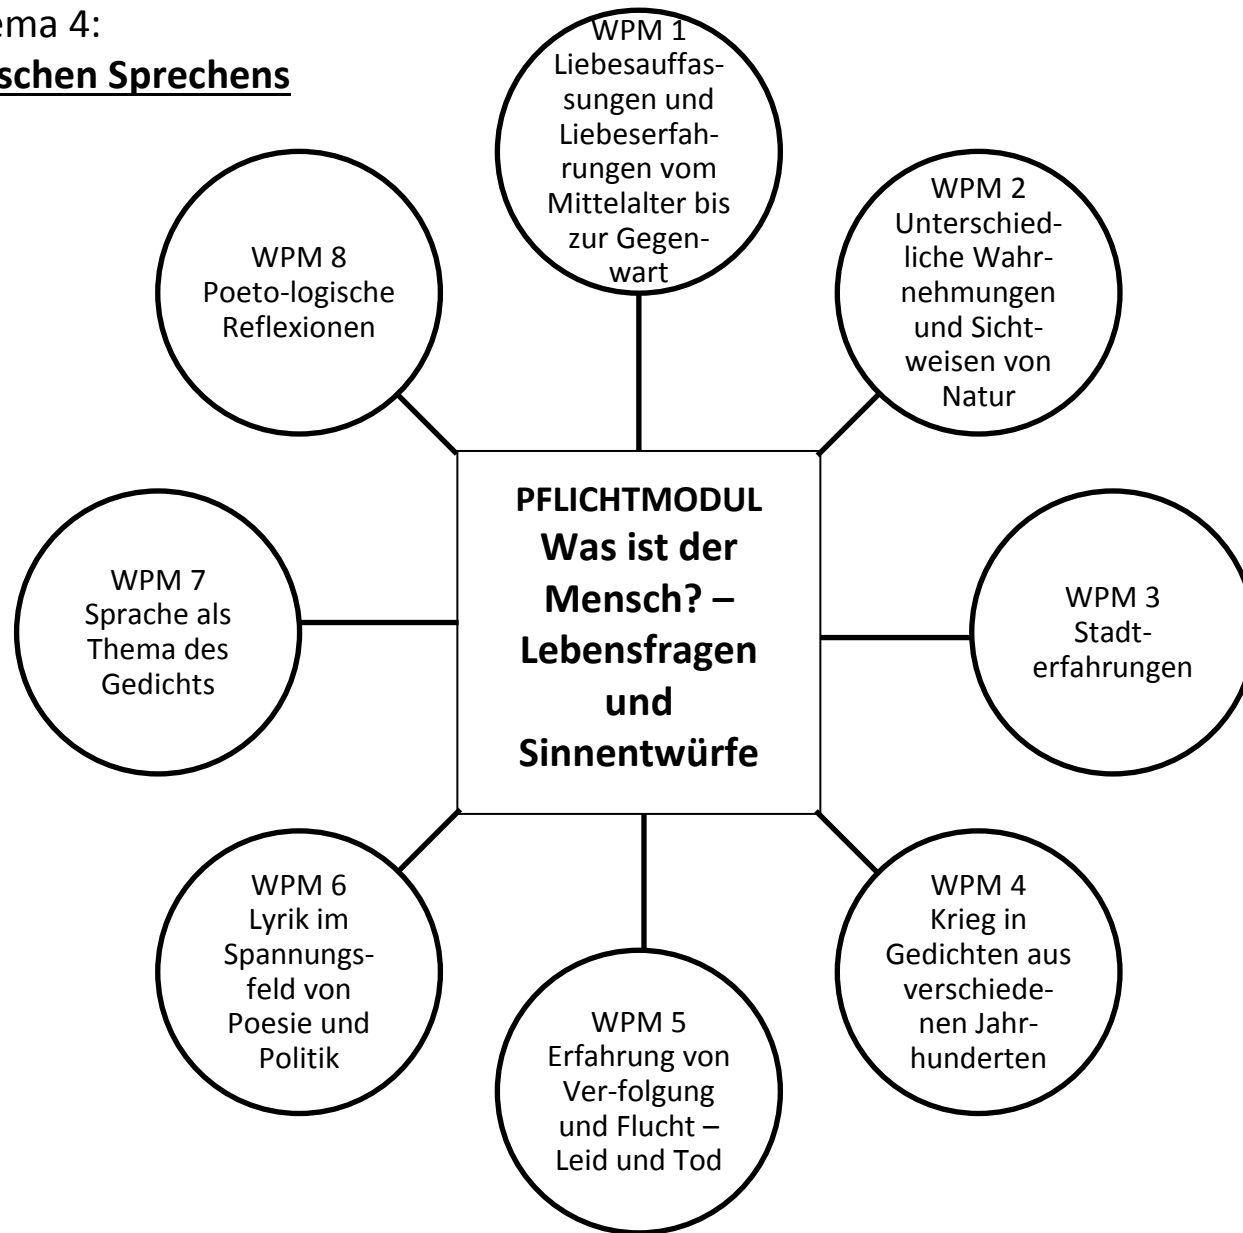 ema 4:
schen Sprechens
WPM 1
Liebesauffas-
sungen und
Liebeserfah-
rungen vom
Mittelalter bis
zur Gegen-
wart
WPM 2
Unterschied-
liche Wahr-
nehmungen
und Sicht-
weisen von
Natur
WPM 8
Poeto-logische
Reflexionen
PFLICHTMODUL
Was ist der
Mensch? –
Lebensfragen
und
Sinnentwürfe
WPM 7
Sprache als
Thema des
Gedichts
WPM 3
Stadt-
erfahrungen
WPM 6
Lyrik im
Spannungs-
feld von
Poesie und
Politik
WPM 4
Krieg in
Gedichten aus
verschiede-
nen Jahr-
hunderten
WPM 5
Erfahrung von
Ver-folgung
und Flucht –
Leid und Tod